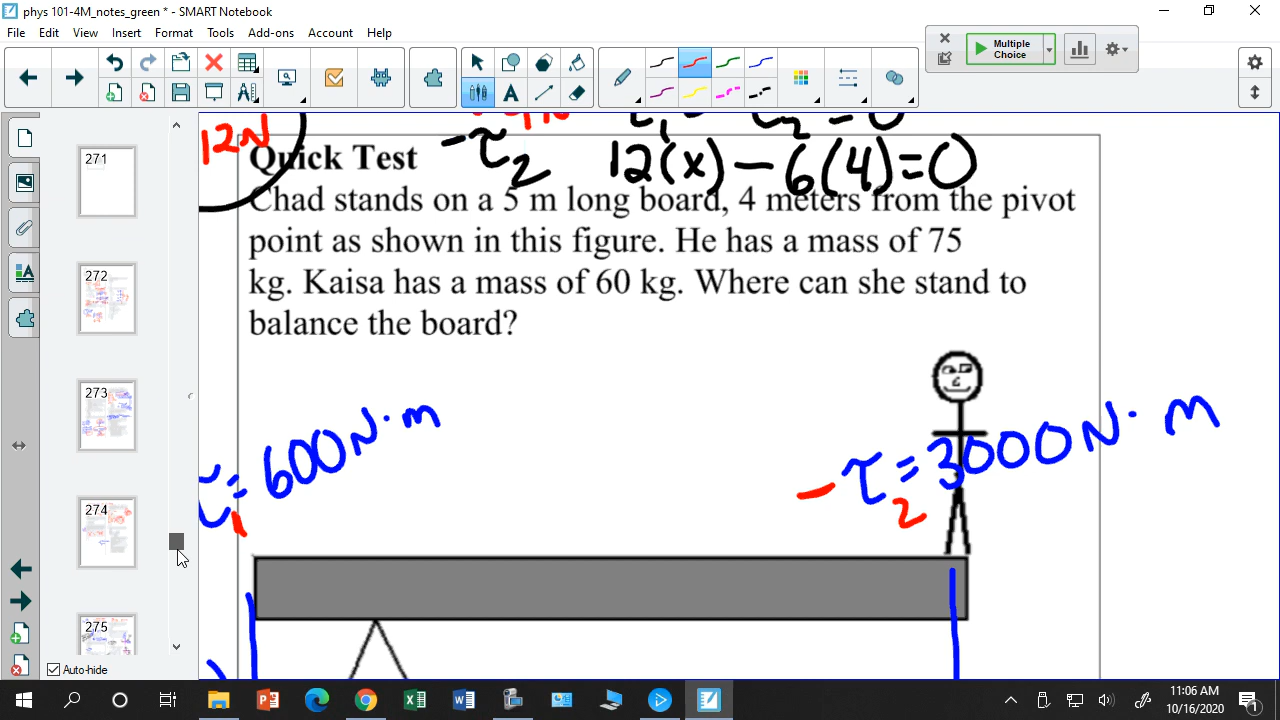 phys 101-4M_notes_green * - SMART Notebook
File Edit View Insert Format Tools Add-ons Account Help
Multiple
Choice
12N
-τ2 12(x) - 6(4) = 0
Quick Test
Chad stands on a 5 m long board, 4 meters from the pivot
point as shown in this figure. He has a mass of 75
kg. Kaisa has a mass of 60 kg. Where can she stand to
balance the board?
τ1 = 600N·m
-τ2 = 3000N·m
271
272
273
274
275
Auto-hide
11:06 AM
10/16/2020
1